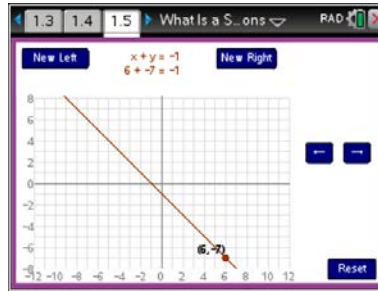 1.3 1.4 1.5 What Is a S...ons RAD
New Left x + y = -1 New Right
6 + -7 = -1
8
6
4
2
0
-2
-4
-6
(6, -7)
-8
-12 -10 -8 -6 -4 -2 0 2 4 6 8 10 12
← →
Reset